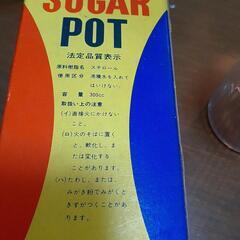 SUGAR
POT
法定品質表示
原料樹脂名 スチロール
使用区分 沸騰水を入れて
はいけない。
容量 300cc
取扱い上の注意
(イ)直接火にかけない
こと。
(ロ)火のそばに置く
と、軟化し、ま
たは変形する
ことがあります。
(ハ)たわし、または、
みがき粉でみがくと
きずがつくことがあ
ります。